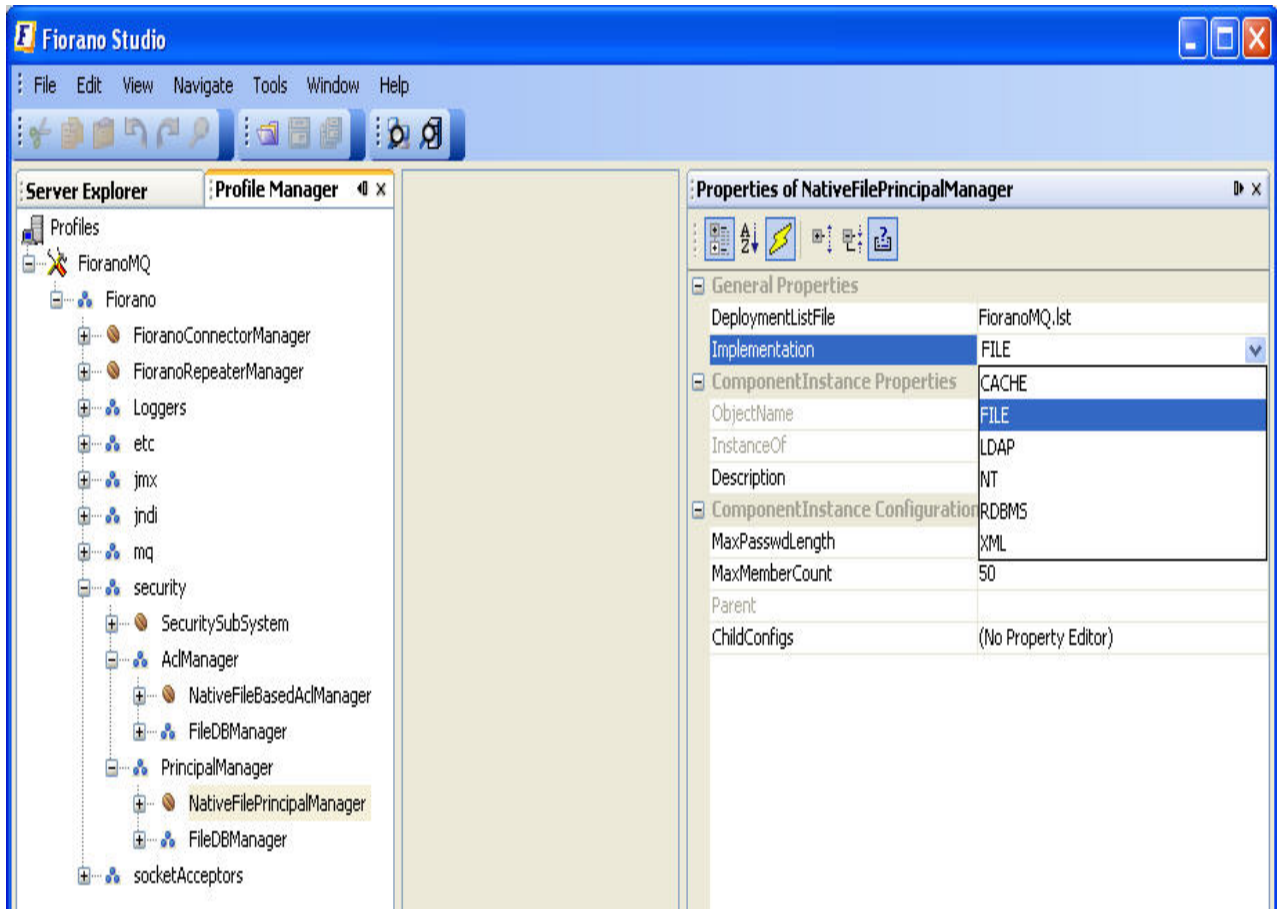 Fiorano Studio
File Edit View Navigate Tools Window Help
Server Explorer
Profile Manager
Profiles
FioranoMQ
Fiorano
FioranoConnectorManager
FioranoRepeaterManager
Loggers
etc
jmx
jndi
mq
security
SecuritySubSystem
AclManager
NativeFileBasedAclManager
FileDBManager
PrincipalManager
NativeFilePrincipalManager
FileDBManager
socketAcceptors
Properties of NativeFilePrincipalManager
General Properties
DeploymentListFile FioranoMQ.lst
Implementation FILE
ComponentInstance Properties
ObjectName
InstanceOf
Description
ComponentInstance Configuration
MaxPasswdLength
MaxMemberCount 50
Parent
ChildConfigs (No Property Editor)
CACHE
FILE
LDAP
NT
RDBMS
XML